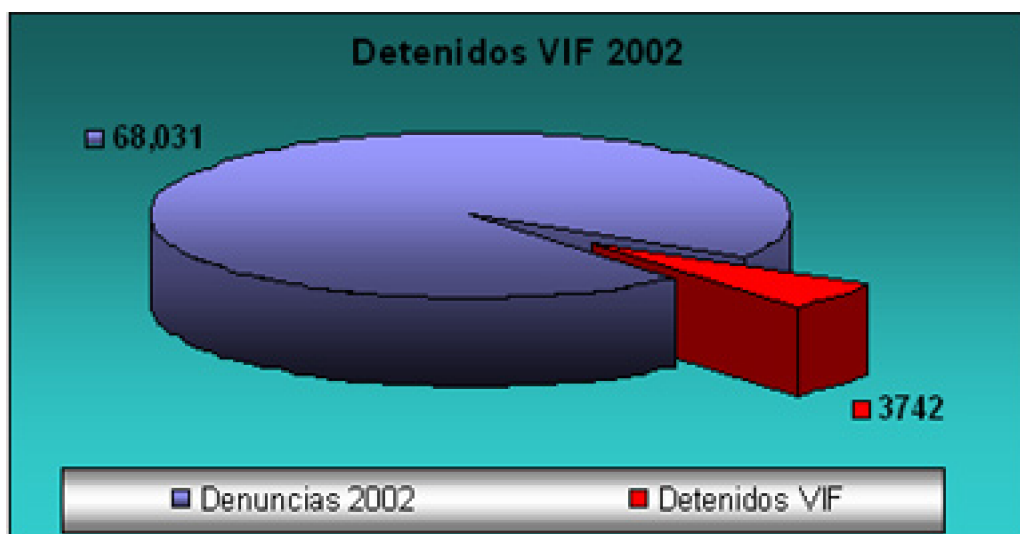 Detenidos VIF 2002
68,031
3742
Denuncias 2002
Detenidos VIF